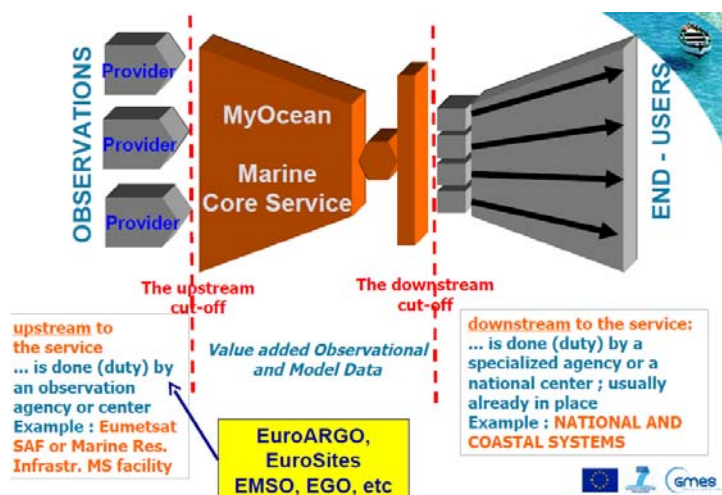 OBSERVATIONS
Provider
Provider
Provider
MyOcean
Marine
Core Service
END - USERS
The upstream
cut-off
The downstream
cut-off
upstream to
the service
... is done (duty) by
an observation
agency or center
Example : Eumetsat
SAF or Marine Res.
Infrastr. MS facility
Value added Observational
and Model Data
EuroARGO,
EuroSites
EMSO, EGO, etc
downstream to the service:
... is done (duty) by a
specialized agency or a
national center ; usually
already in place
Example : NATIONAL AND
COASTAL SYSTEMS
Gmes